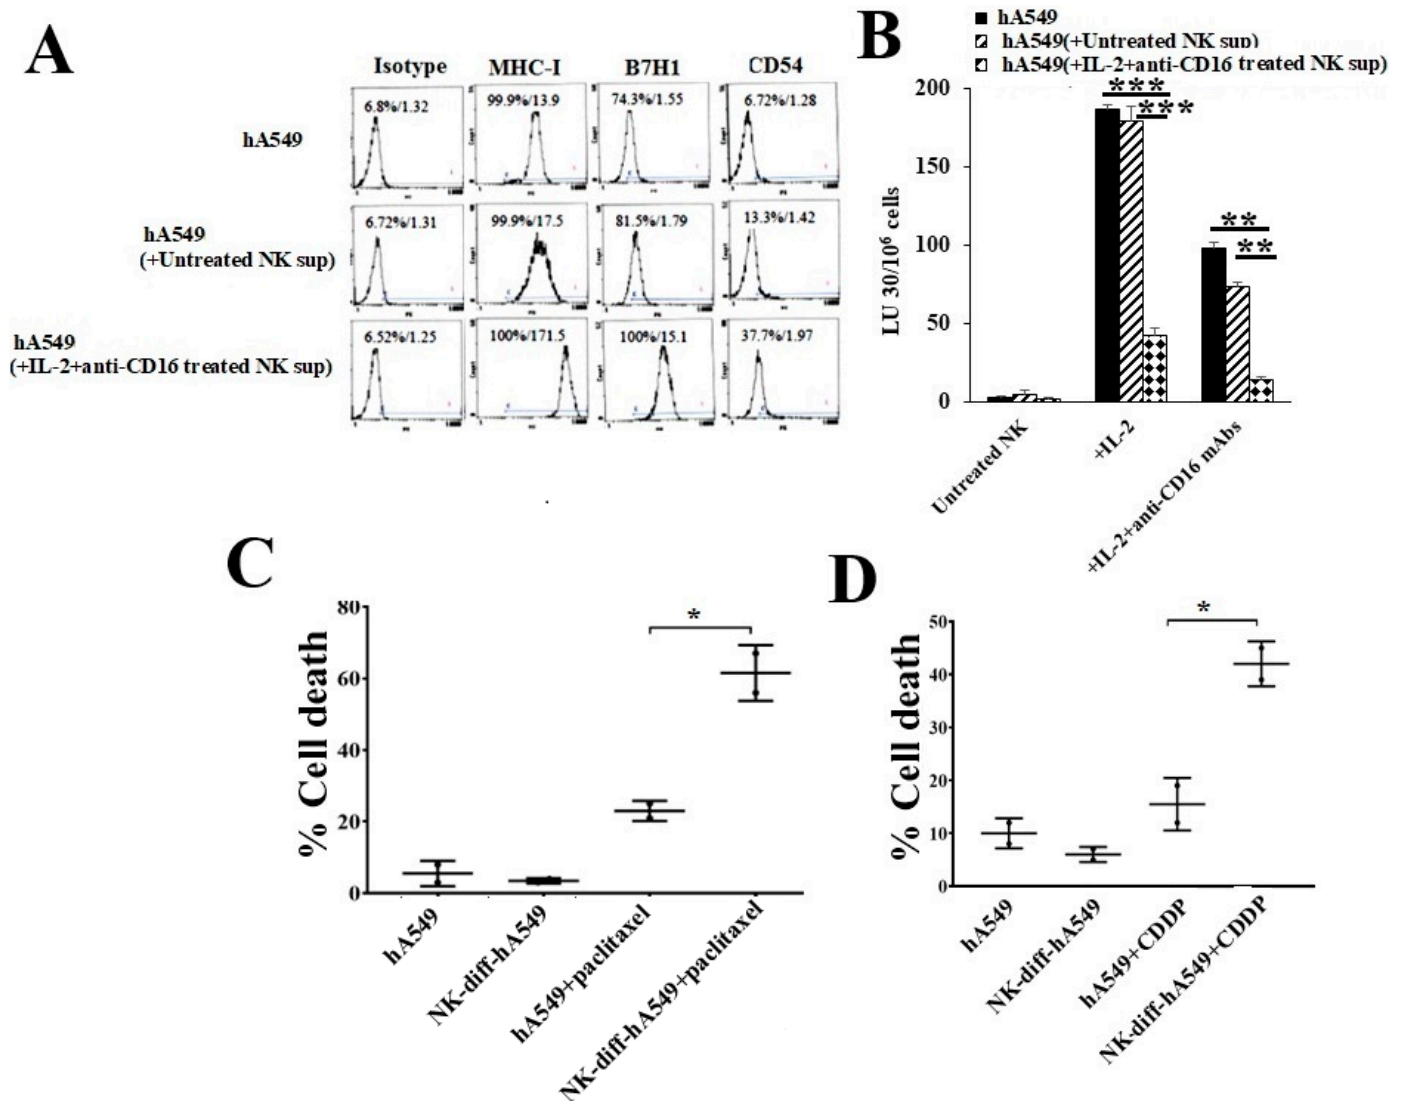 A
Isotype MHC-I B7H1 CD54
hA549
6.8%/1.32 99.9%/13.9 74.3%/1.55 6.72%/1.28
hA549
(+Untreated NK sup)
6.72%/1.31 99.9%/17.5 81.5%/1.79 13.3%/1.42
hA549
(+IL-2+anti-CD16 treated NK sup)
6.52%/1.25 100%/171.5 100%/15.1 37.7%/1.97
B
hA549
hA549(+Untreated NK sup)
hA549(+IL-2+anti-CD16 treated NK sup)
LU 30/10⁶ cells
200
150
100
50
0
***
***
**
**
Untreated NK
+IL-2
+IL-2+anti-CD16 mAbs
C
% Cell death
80
60
40
20
0
*
hA549
NK-diff-hA549
hA549+paclitaxel
NK-diff-hA549+paclitaxel
D
% Cell death
50
40
30
20
10
0
*
hA549
NK-diff-hA549
hA549+CDDP
NK-diff-hA549+CDDP